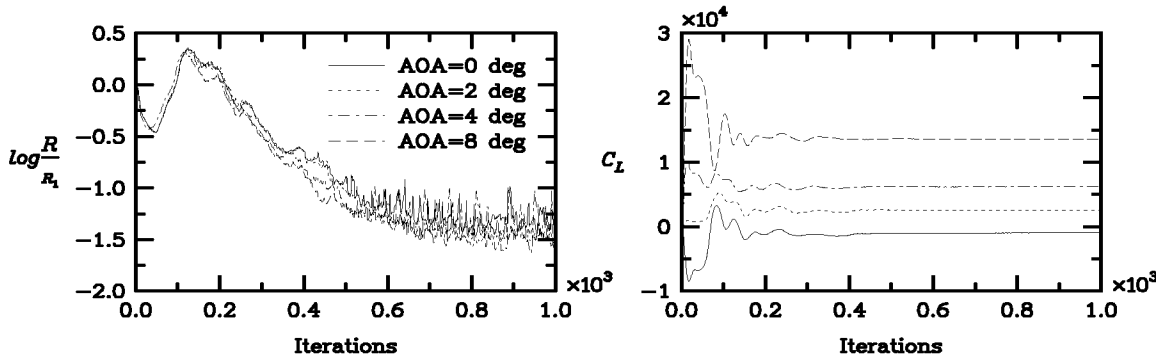 0.5
0.0
−0.5
−1.0
−1.5
−2.0
log R/R₁
AOA=0 deg
AOA=2 deg
AOA=4 deg
AOA=8 deg
0.0 0.2 0.4 0.6 0.8 1.0
×10³
Iterations
×10⁴
3
2
1
0
−1
C_L
0.0 0.2 0.4 0.6 0.8 1.0
×10³
Iterations